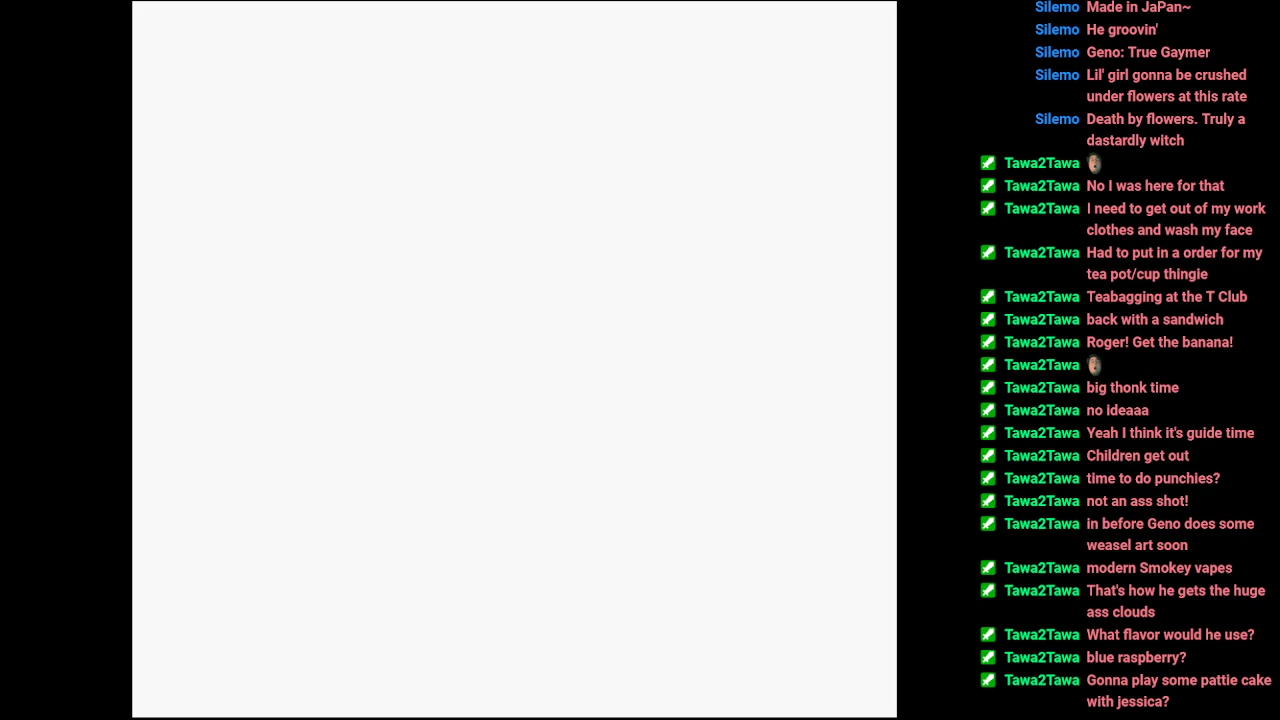 Silemo Made in JaPan~
Silemo He groovin'
Silemo Geno: True Gaymer
Silemo Lil' girl gonna be crushed
under flowers at this rate
Silemo Death by flowers. Truly a
dastardly witch
Tawa2Tawa
Tawa2Tawa No I was here for that
Tawa2Tawa I need to get out of my work
clothes and wash my face
Tawa2Tawa Had to put in a order for my
tea pot/cup thingie
Tawa2Tawa Teabagging at the T Club
Tawa2Tawa back with a sandwich
Tawa2Tawa Roger! Get the banana!
Tawa2Tawa
Tawa2Tawa big thonk time
Tawa2Tawa no ideaaa
Tawa2Tawa Yeah I think it's guide time
Tawa2Tawa Children get out
Tawa2Tawa time to do punchies?
Tawa2Tawa not an ass shot!
Tawa2Tawa in before Geno does some
weasel art soon
Tawa2Tawa modern Smokey vapes
Tawa2Tawa That's how he gets the huge
ass clouds
Tawa2Tawa What flavor would he use?
Tawa2Tawa blue raspberry?
Tawa2Tawa Gonna play some pattie cake
with jessica?